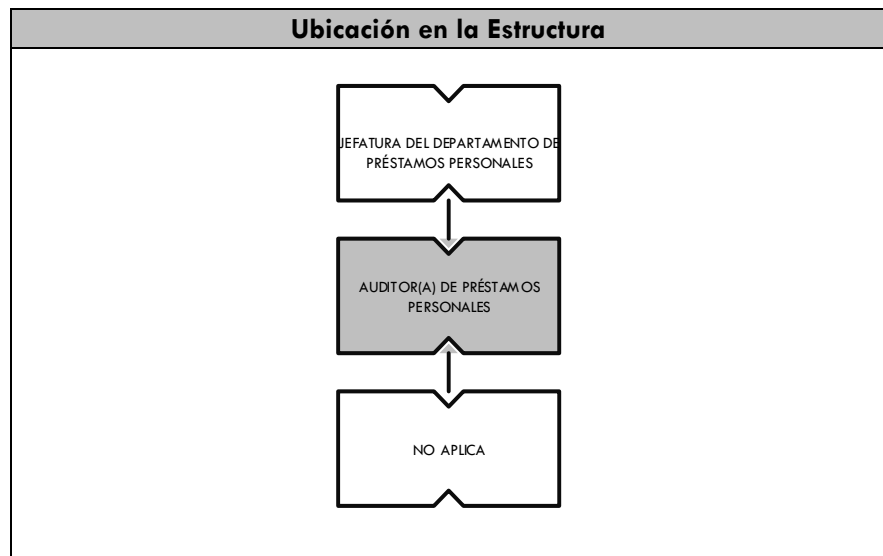 Ubicación en la Estructura
JEFATURA DEL DEPARTAMENTO DE
PRÉSTAMOS PERSONALES
AUDITOR(A) DE PRÉSTAMOS
PERSONALES
NO APLICA